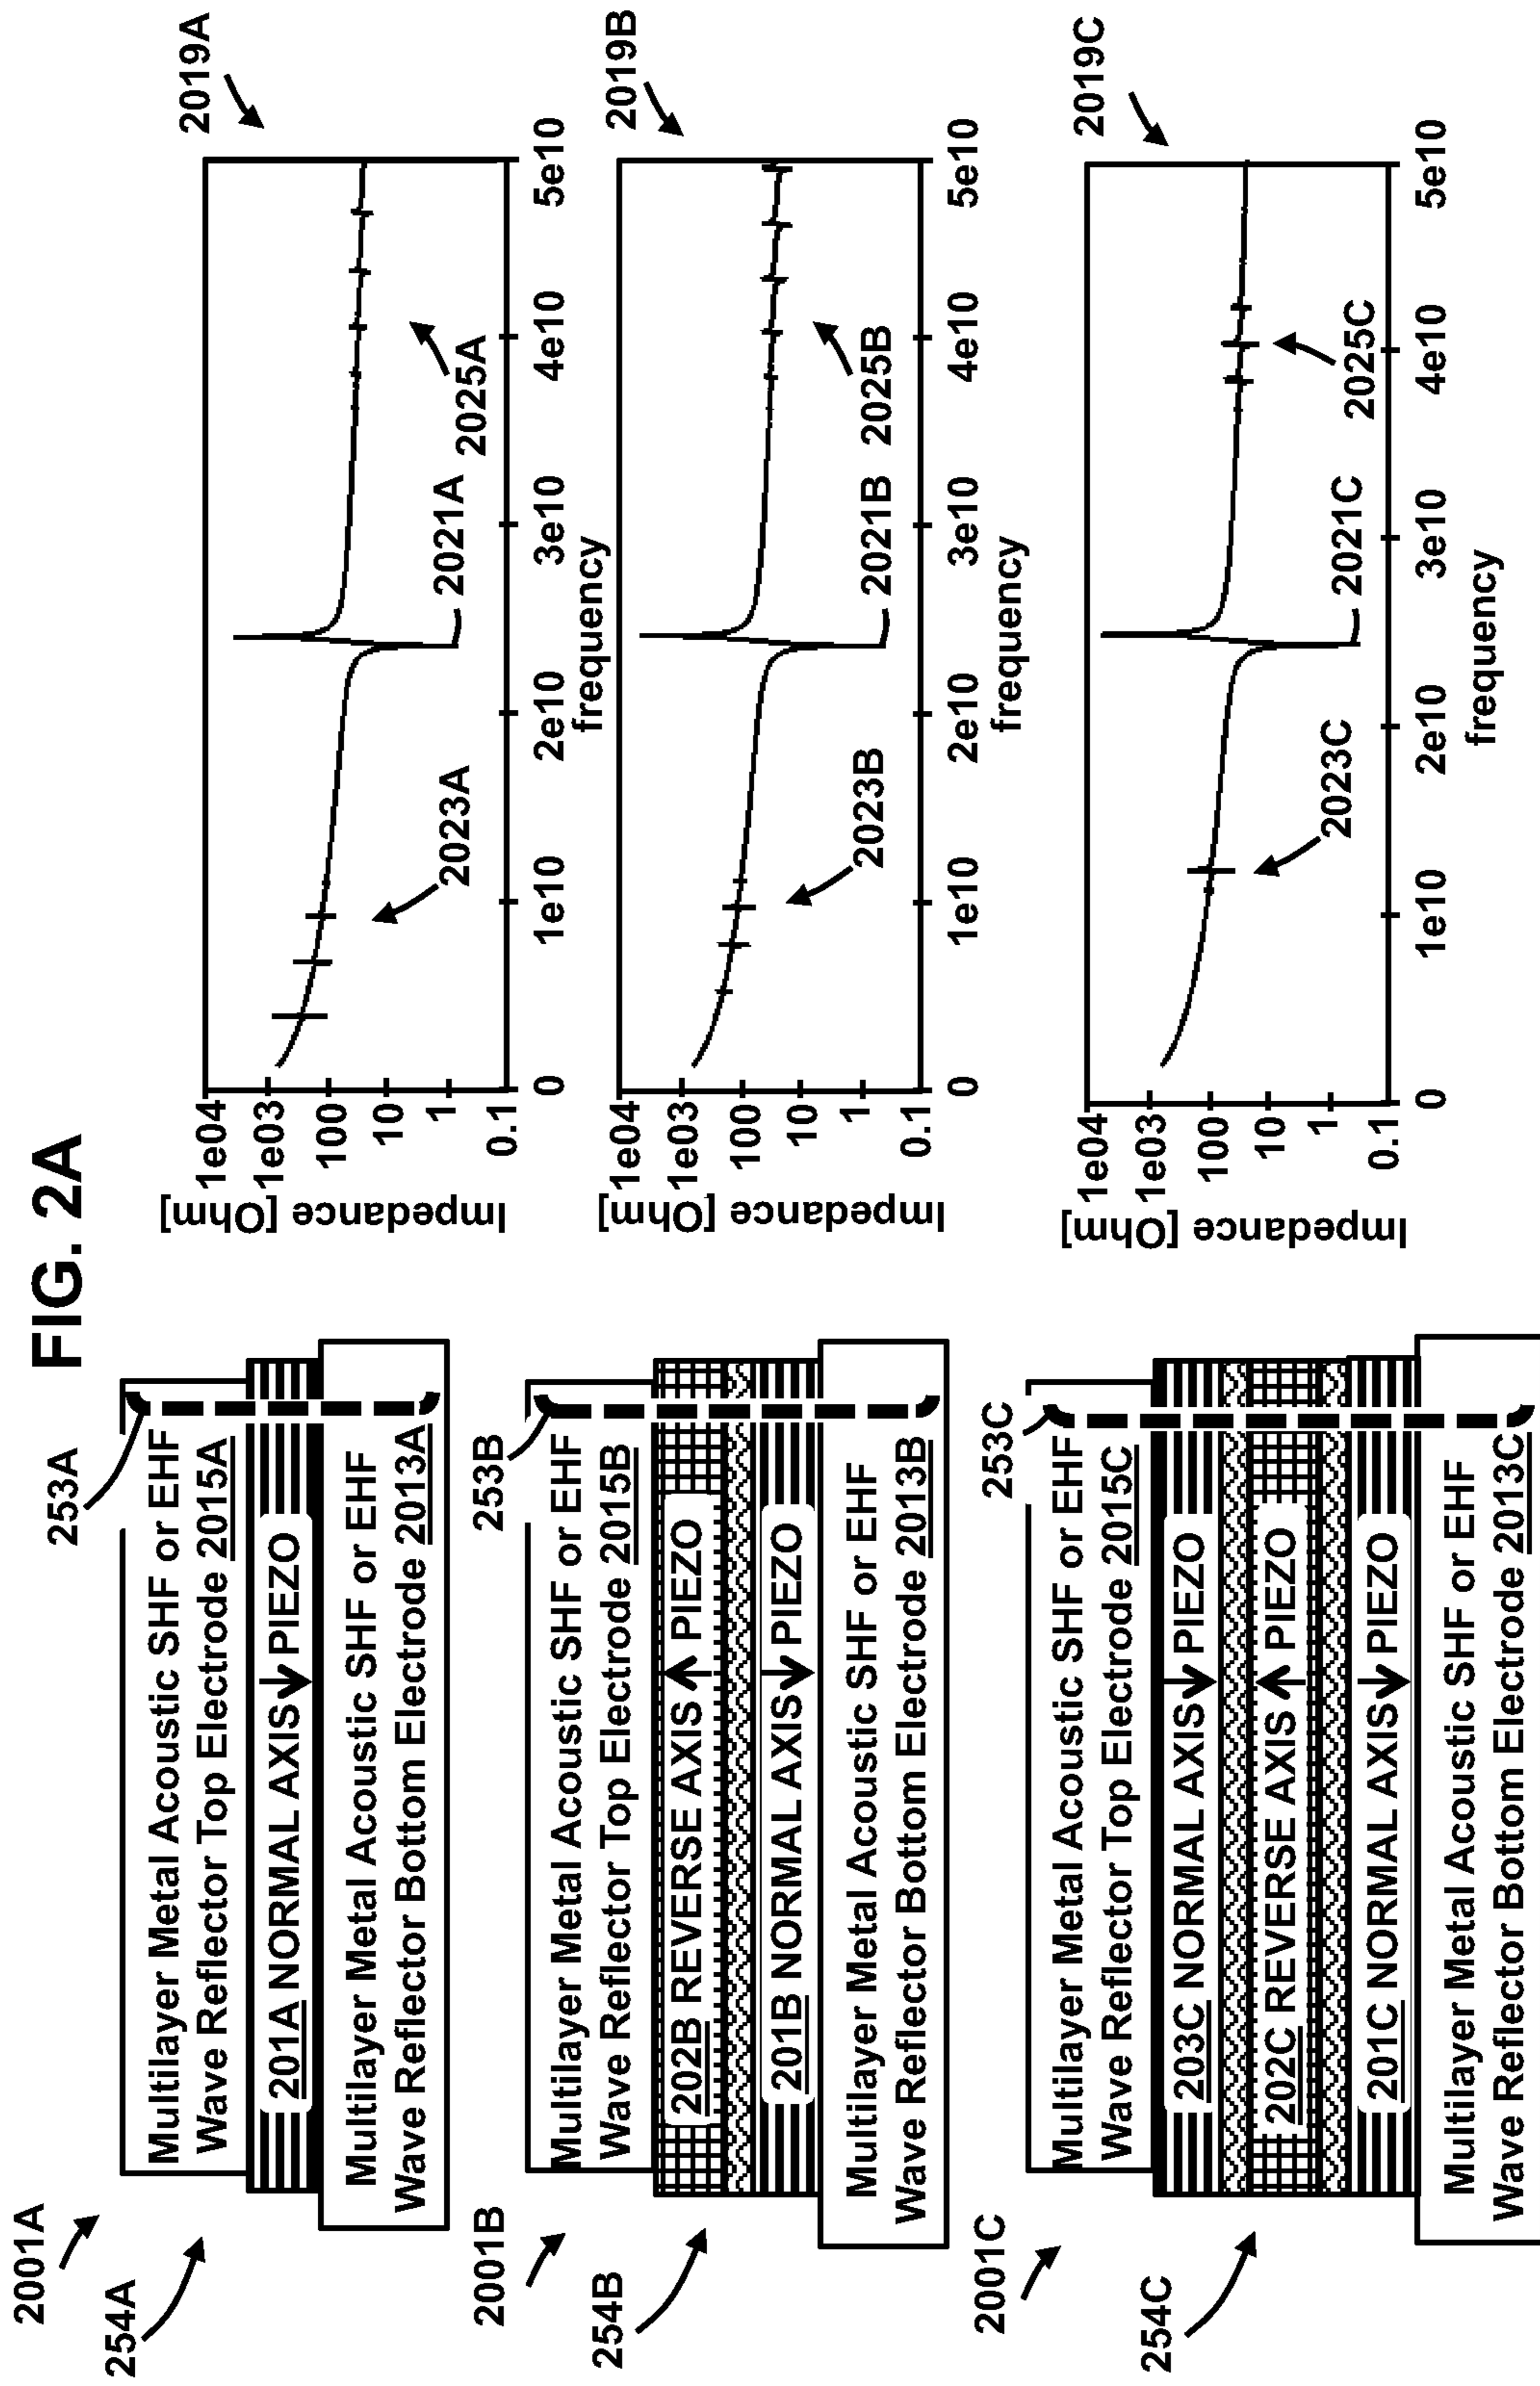 FIG. 2A
2001A
254A
253A
Multilayer Metal Acoustic SHF or EHF
Wave Reflector Top Electrode 2015A
201A NORMAL AXIS PIEZO
Multilayer Metal Acoustic SHF or EHF
Wave Reflector Bottom Electrode 2013A
2019A
Impedance [Ohm]
1e04
1e03
100
10
1
0.1
2023A
2021A
2025A
0
1e10
2e10
3e10
4e10
5e10
frequency
2001B
254B
253B
Multilayer Metal Acoustic SHF or EHF
Wave Reflector Top Electrode 2015B
202B REVERSE AXIS PIEZO
201B NORMAL AXIS PIEZO
Multilayer Metal Acoustic SHF or EHF
Wave Reflector Bottom Electrode 2013B
2019B
Impedance [Ohm]
1e04
1e03
100
10
1
0.1
2023B
2021B
2025B
0
1e10
2e10
3e10
4e10
5e10
frequency
2001C
254C
253C
Multilayer Metal Acoustic SHF or EHF
Wave Reflector Top Electrode 2015C
203C NORMAL AXIS PIEZO
202C REVERSE AXIS PIEZO
201C NORMAL AXIS PIEZO
Multilayer Metal Acoustic SHF or EHF
Wave Reflector Bottom Electrode 2013C
2019C
Impedance [Ohm]
1e04
1e03
100
10
1
0.1
2023C
2021C
2025C
0
1e10
2e10
3e10
4e10
5e10
frequency